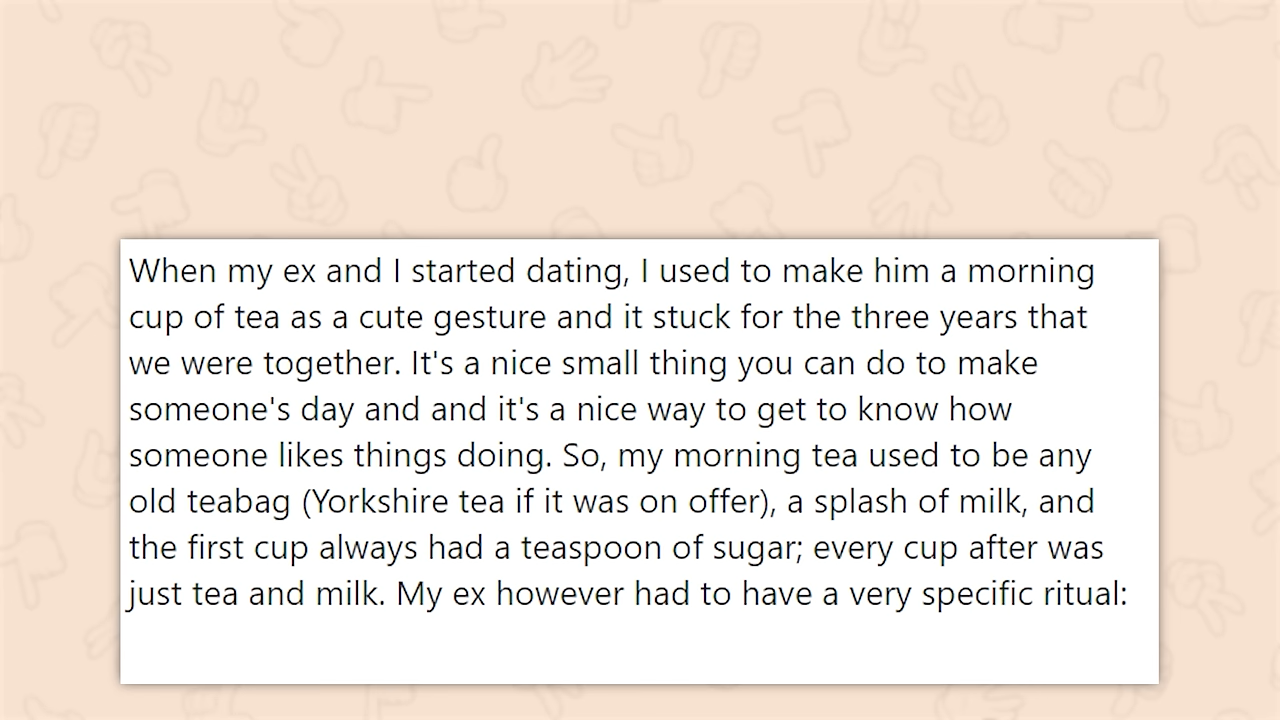 When my ex and I started dating, I used to make him a morning
cup of tea as a cute gesture and it stuck for the three years that
we were together. It's a nice small thing you can do to make
someone's day and and it's a nice way to get to know how
someone likes things doing. So, my morning tea used to be any
old teabag (Yorkshire tea if it was on offer), a splash of milk, and
the first cup always had a teaspoon of sugar; every cup after was
just tea and milk. My ex however had to have a very specific ritual: